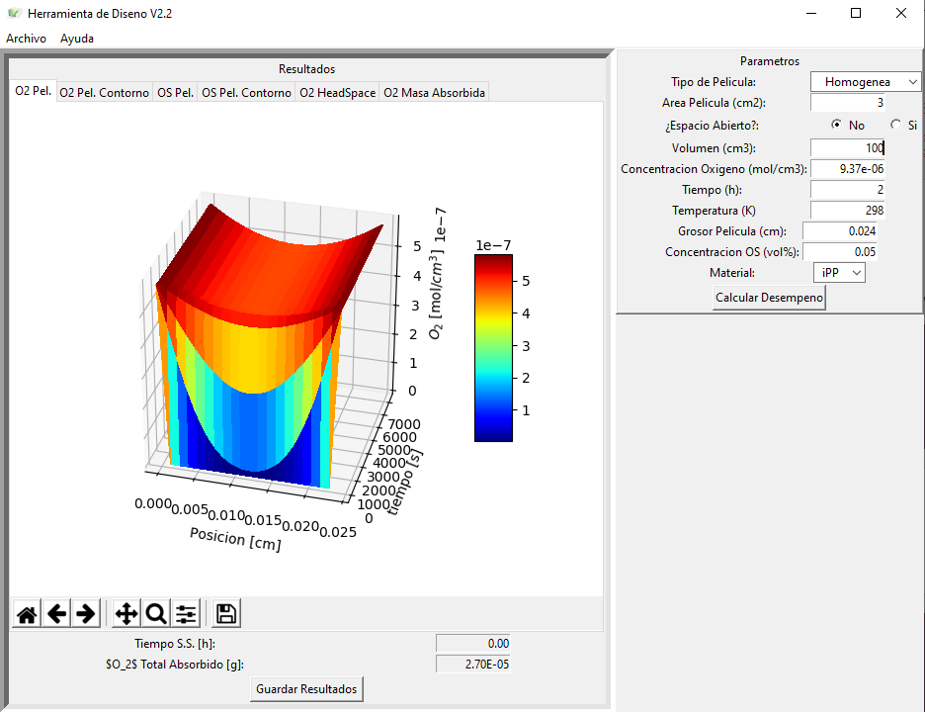 Herramienta de Diseno V2.2
Archivo Ayuda
Resultados
O2 Pel. O2 Pel. Contorno OS Pel. OS Pel. Contorno O2 HeadSpace O2 Masa Absorbida
1e−7
O₂ [mol/cm³] 1e−7
5
4
3
2
1
0
5
4
3
2
1
7000
6000
5000
4000
3000
2000
1000
0
tiempo [s]
0.000 0.005 0.010 0.015 0.020 0.025
Posicion [cm]
Tiempo S.S. [h]: 0.00
$O_2$ Total Absorbido [g]: 2.70E-05
Guardar Resultados
Parametros
Tipo de Pelicula: Homogenea
Area Pelicula (cm2): 3
¿Espacio Abierto?: No Si
Volumen (cm3): 100
Concentracion Oxigeno (mol/cm3): 9.37e-06
Tiempo (h): 2
Temperatura (K) 298
Grosor Pelicula (cm): 0.024
Concentracion OS (vol%): 0.05
Material: iPP
Calcular Desempeno